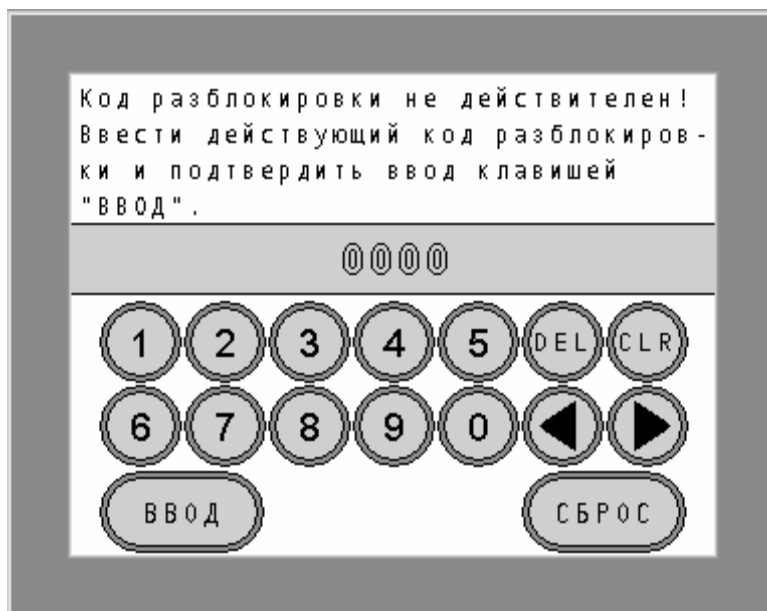 Код разблокировки не действителен!
Ввести действующий код разблокиров-
ки и подтвердить ввод клавишей
"ВВОД".
0000
1 2 3 4 5 DEL CLR
6 7 8 9 0
ВВОД СБРОС